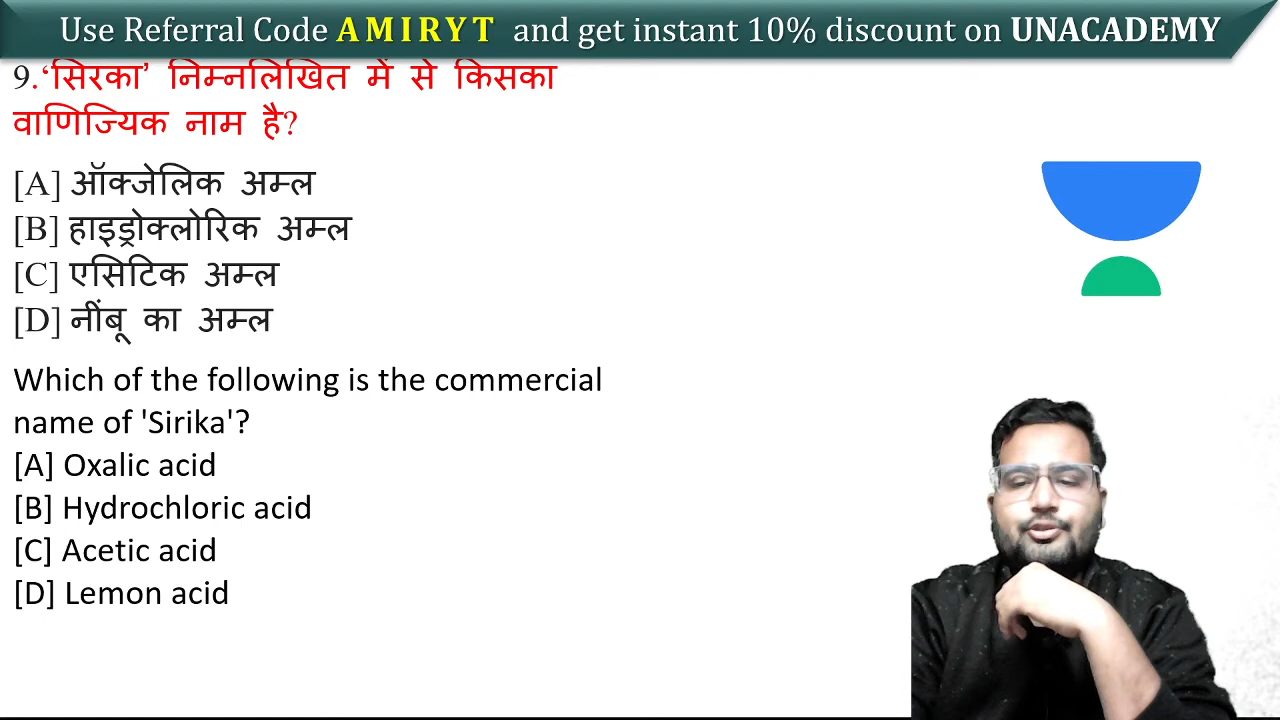 Use Referral Code AMIRYT and get instant 10% discount on UNACADEMY
9.‘सिरका’ निम्नलिखित में से किसका
वाणिज्यिक नाम है?
[A] ऑक्जेलिक अम्ल
[B] हाइड्रोक्लोरिक अम्ल
[C] एसिटिक अम्ल
[D] नींबू का अम्ल
Which of the following is the commercial
name of 'Sirika'?
[A] Oxalic acid
[B] Hydrochloric acid
[C] Acetic acid
[D] Lemon acid